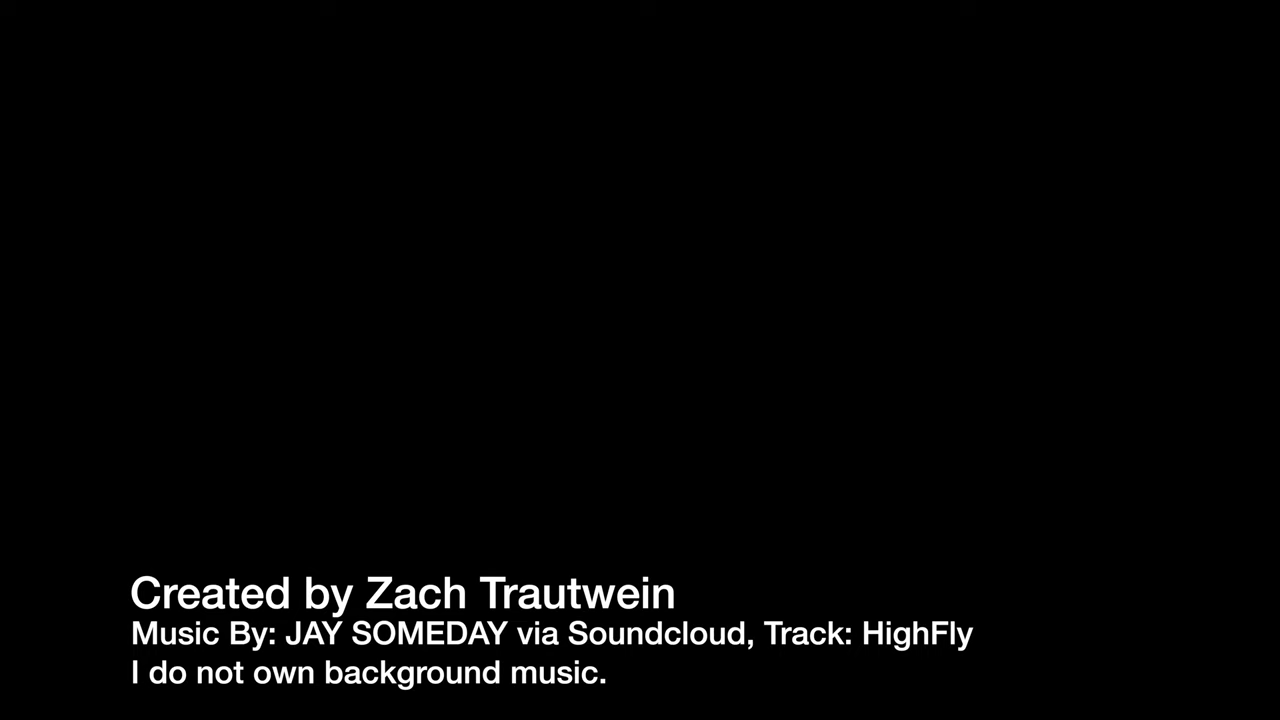 Created by Zach Trautwein
Music By: JAY SOMEDAY via Soundcloud, Track: HighFly
I do not own background music.